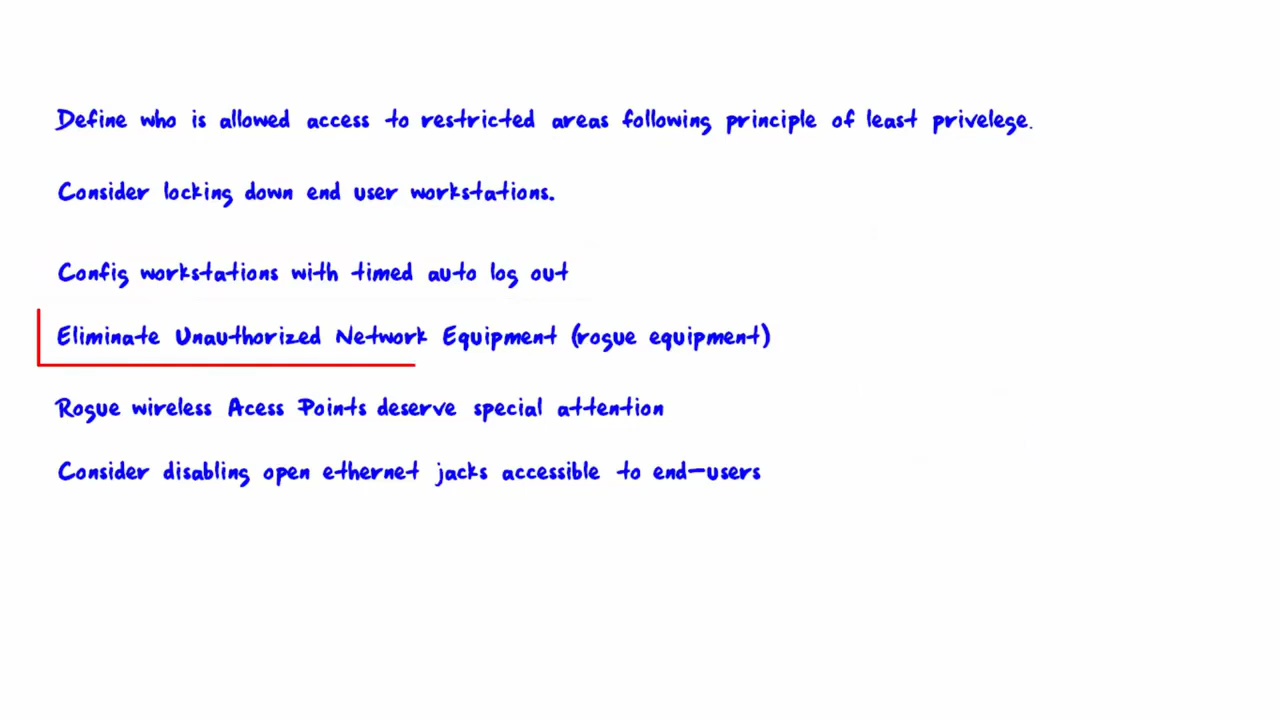 Define who is allowed access to restricted areas following principle of least privelege.
Consider locking down end user workstations.
Config workstations with timed auto log out
Eliminate Unauthorized Network Equipment (rogue equipment)
Rogue wireless Acess Points deserve special attention
Consider disabling open ethernet jacks accessible to end-users